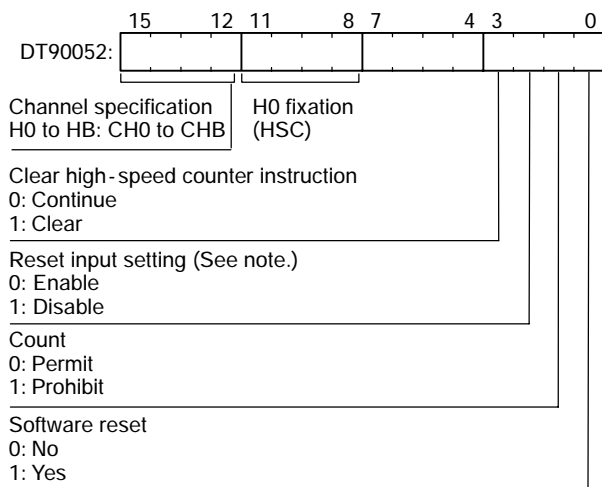 15 12 11 8 7 4 3 0
DT90052:
Channel specification H0 fixation
H0 to HB: CH0 to CHB (HSC)
Clear high-speed counter instruction
0: Continue
1: Clear
Reset input setting (See note.)
0: Enable
1: Disable
Count
0: Permit
1: Prohibit
Software reset
0: No
1: Yes